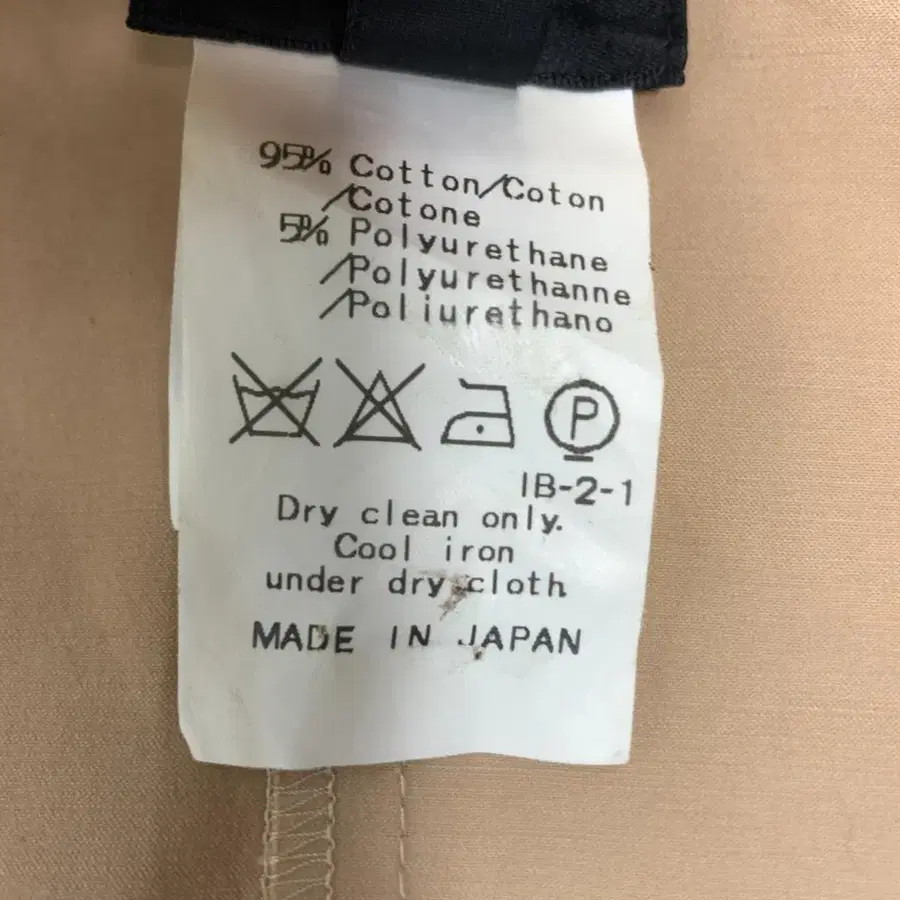 95% Cotton/Coton
/Cotone
5% Polyurethane
/Polyurethanne
/Poliurethano
P
IB-2-1
Dry clean only.
Cool iron
under dry cloth
MADE IN JAPAN